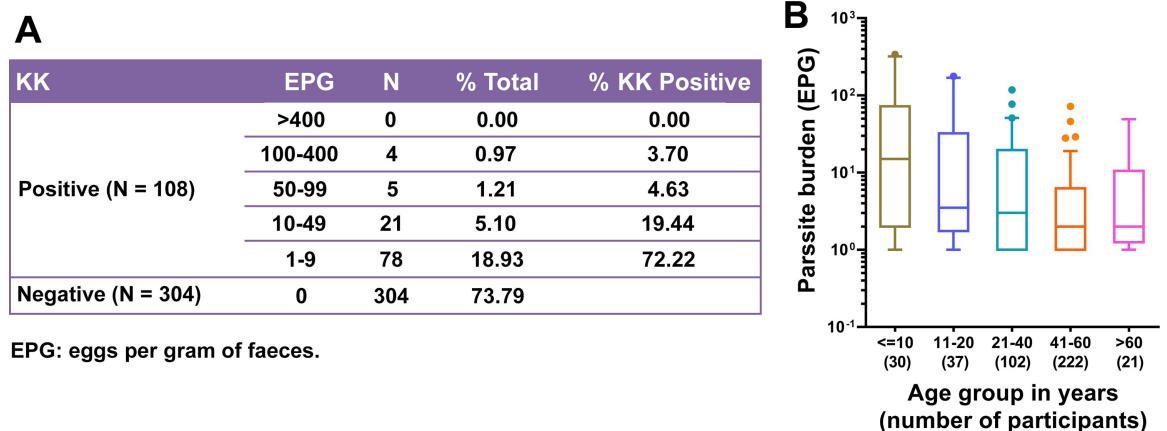 A
KK EPG N % Total % KK Positive
Positive (N = 108)
>400 0 0.00 0.00
100-400 4 0.97 3.70
50-99 5 1.21 4.63
10-49 21 5.10 19.44
1-9 78 18.93 72.22
Negative (N = 304) 0 304 73.79
EPG: eggs per gram of faeces.
B
Parssite burden (EPG)
10³
10²
10¹
10⁰
10⁻¹
<=10 11-20 21-40 41-60 >60
(30) (37) (102) (222) (21)
Age group in years
(number of participants)